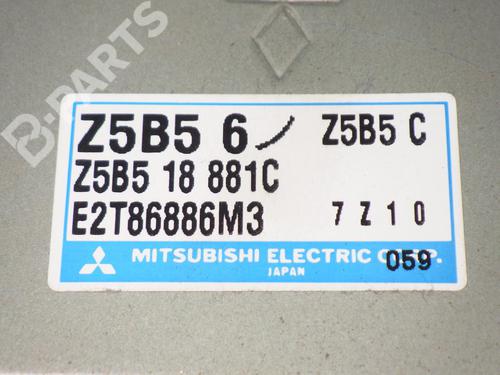 B-PARTS
Z5B5 6 Z5B5 C
Z5B5 18 881C
E2T86886M3 7Z10
MITSUBISHI ELECTRIC CORP. 059
JAPAN